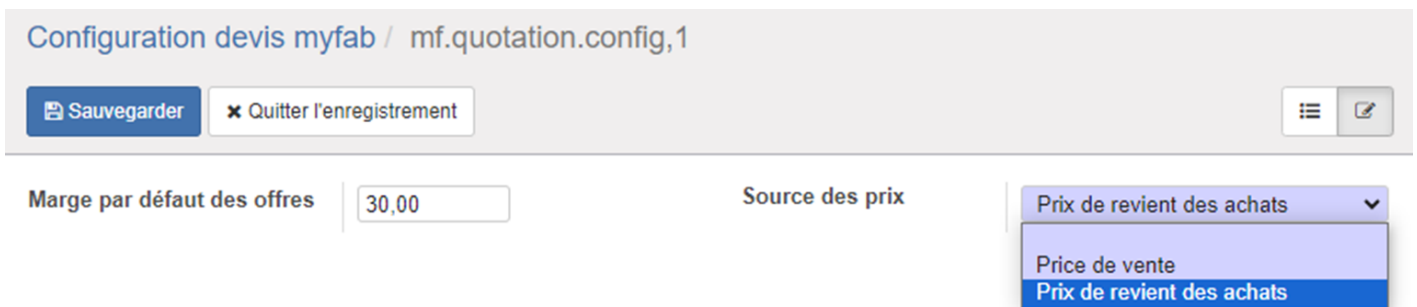 Configuration devis myfab / mf.quotation.config,1
Sauvegarder
Quitter l'enregistrement
Marge par défaut des offres
30,00
Source des prix
Prix de revient des achats
Price de vente
Prix de revient des achats